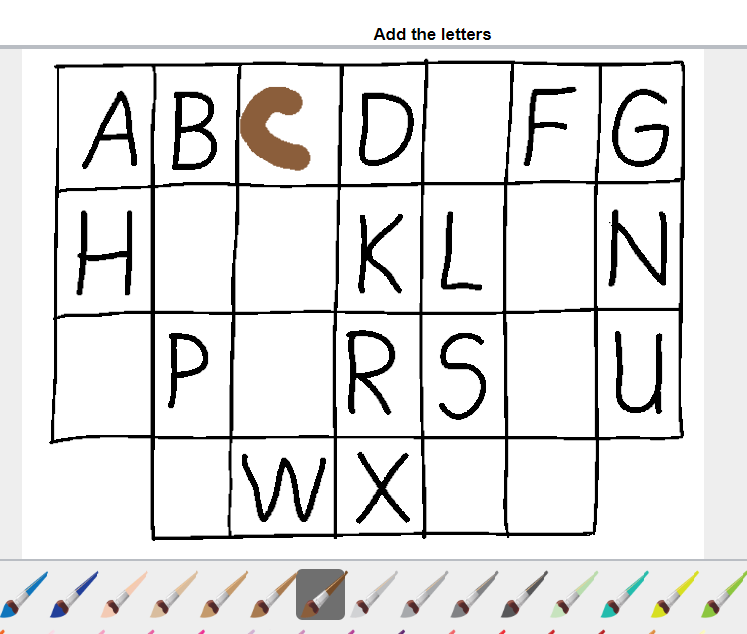 Add the letters
A B C D F G
H K L N
P R S U
W X